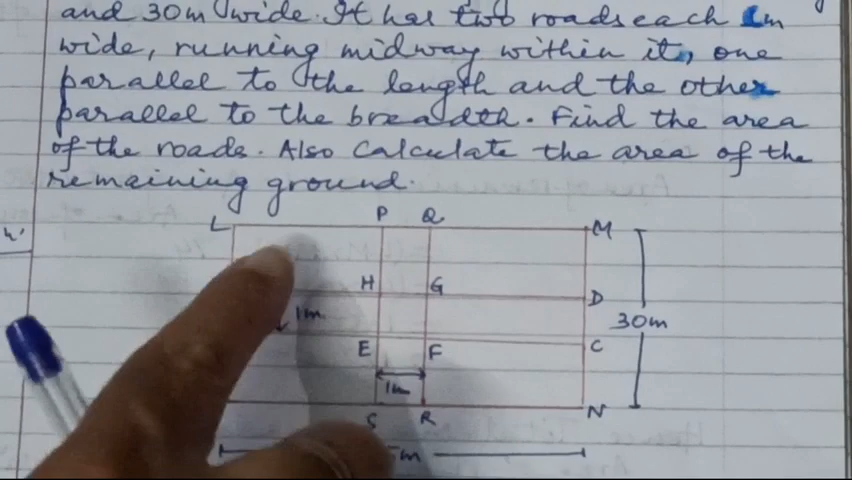 and 30m wide. It has two roads each 1m
wide, running midway within it, one
parallel to the length and the other
parallel to the breadth. Find the area
of the roads. Also Calculate the area of the
remaining ground.
L P Q M
H G D
1m 30m
E F C
1m
S R N
m